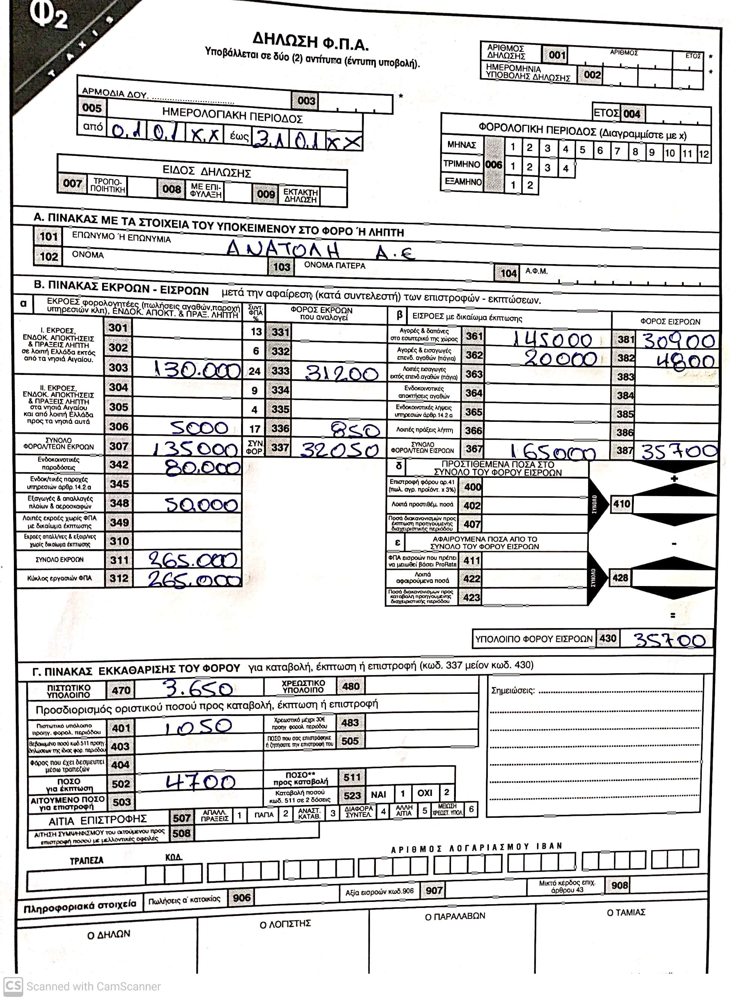 Φ2
TAXIS
ΔΗΛΩΣΗ Φ.Π.Α.
Υποβάλλεται σε δύο (2) αντίτυπα (έντυπη υποβολή).
ΑΡΙΘΜΟΣ ΔΗΛΩΣΗΣ 001 ΑΡΙΘΜΟΣ ΕΤΟΣ *
ΗΜΕΡΟΜΗΝΙΑ ΥΠΟΒΟΛΗΣ ΔΗΛΩΣΗΣ 002 *
ΑΡΜΟΔΙΑ ΔΟΥ. 003 *
005 ΗΜΕΡΟΛΟΓΙΑΚΗ ΠΕΡΙΟΔΟΣ
από 01 01 xx έως 31 01 xx
ΕΤΟΣ 004
ΦΟΡΟΛΟΓΙΚΗ ΠΕΡΙΟΔΟΣ (Διαγραμμίστε με x)
ΜΗΝΑΣ 1 2 3 4 5 6 7 8 9 10 11 12
ΤΡΙΜΗΝΟ 006 1 2 3 4
ΕΞΑΜΗΝΟ 1 2
ΕΙΔΟΣ ΔΗΛΩΣΗΣ
007 ΤΡΟΠΟ-ΠΟΙΗΤΙΚΗ 008 ΜΕ ΕΠΙ-ΦΥΛΑΞΗ 009 ΕΚΤΑΚΤΗ ΔΗΛΩΣΗ
Α. ΠΙΝΑΚΑΣ ΜΕ ΤΑ ΣΤΟΙΧΕΙΑ ΤΟΥ ΥΠΟΚΕΙΜΕΝΟΥ ΣΤΟ ΦΟΡΟ Ή ΛΗΠΤΗ
101 ΕΠΩΝΥΜΟ Ή ΕΠΩΝΥΜΙΑ ΑΝΑΤΟΛΗ Α.Ε
102 ΟΝΟΜΑ 103 ΟΝΟΜΑ ΠΑΤΕΡΑ 104 Α.Φ.Μ.
Β. ΠΙΝΑΚΑΣ ΕΚΡΟΩΝ - ΕΙΣΡΟΩΝ μετά την αφαίρεση (κατά συντελεστή) των επιστροφών - εκπτώσεων.
α ΕΚΡΟΕΣ φορολογητέες (πωλήσεις αγαθών, παροχή υπηρεσιών κλπ), ΕΝΔΟΚ. ΑΠΟΚΤ. & ΠΡΑΞ. ΛΗΠΤΗ Συντ. ΦΠΑ % ΦΟΡΟΣ ΕΚΡΟΩΝ που αναλογεί
β ΕΙΣΡΟΕΣ με δικαίωμα έκπτωσης ΦΟΡΟΣ ΕΙΣΡΟΩΝ
Ι. ΕΚΡΟΕΣ, ΕΝΔΟΚ. ΑΠΟΚΤΗΣΕΙΣ & ΠΡΑΞΕΙΣ ΛΗΠΤΗ σε λοιπή Ελλάδα εκτός από τα νησιά Αιγαίου.
301 13 331 Αγορές & δαπάνες στο εσωτερικό της χώρας 361 145000 381 30900
302 6 332 Αγορές & εισαγωγές επενδ. αγαθών (πάγια) 362 20000 382 4800
303 130.000 24 333 31200 Λοιπές εισαγωγές εκτός επενδ. αγαθών (πάγια) 363 383
ΙΙ. ΕΚΡΟΕΣ, ΕΝΔΟΚ. ΑΠΟΚΤΗΣΕΙΣ & ΠΡΑΞΕΙΣ ΛΗΠΤΗ στα νησιά Αιγαίου και από λοιπή Ελλάδα προς τα νησιά αυτά
304 9 334 Ενδοκοινοτικές αποκτήσεις αγαθών 364 384
305 4 335 Ενδοκοινοτικές λήψεις υπηρεσιών άρθρ.14.2.α 365 385
306 5000 17 336 850 Λοιπές πράξεις λήπτη 366 386
ΣΥΝΟΛΟ ΦΟΡΟΛ/ΤΕΩΝ ΕΚΡΟΩΝ 307 135000 ΣΥΝ. ΦΟΡ. 337 32050 ΣΥΝΟΛΟ ΦΟΡΟΛ/ΤΕΩΝ ΕΙΣΡΟΩΝ 367 165000 387 35700
Ενδοκοινοτικές παραδόσεις 342 80.000
δ ΠΡΟΣΤΙΘΕΜΕΝΑ ΠΟΣΑ ΣΤΟ ΣΥΝΟΛΟ ΤΟΥ ΦΟΡΟΥ ΕΙΣΡΟΩΝ +
Ενδοκ/τικές παροχές υπηρεσιών άρθρ.14.2.α 345 Επιστροφή φόρου αρ.41 (πωλ. αγρ. προϊόντ. x 3%) 400
Εξαγωγές & απαλλαγές πλοίων & αεροσκαφών 348 50.000 Λοιπά προστιθέμ. ποσά 402 ΣΥΝΟΛΟ 410
Λοιπές εκροές χωρίς ΦΠΑ με δικαίωμα έκπτωσης 349 Ποσά διακανονισμών προς έκπτωση προηγούμενης διαχειριστικής περιόδου 407
Εκροές απαλλ/νες & εξαιρ/νες χωρίς δικαίωμα έκπτωσης 310 ε ΑΦΑΙΡΟΥΜΕΝΑ ΠΟΣΑ ΑΠΟ ΤΟ ΣΥΝΟΛΟ ΤΟΥ ΦΟΡΟΥ ΕΙΣΡΟΩΝ -
ΣΥΝΟΛΟ ΕΚΡΟΩΝ 311 265.000 ΦΠΑ εισροών που πρέπει να μειωθεί βάσει ProRata 411
Κύκλος εργασιών ΦΠΑ 312 265.000 Λοιπά αφαιρούμενα ποσά 422 ΣΥΝΟΛΟ 428
Ποσά διακανονισμών προς καταβολή προηγούμενης διαχειριστικής περιόδου 423
=
ΥΠΟΛΟΙΠΟ ΦΟΡΟΥ ΕΙΣΡΟΩΝ 430 35700
Γ. ΠΙΝΑΚΑΣ ΕΚΚΑΘΑΡΙΣΗΣ ΤΟΥ ΦΟΡΟΥ για καταβολή, έκπτωση ή επιστροφή (κωδ. 337 μείον κωδ. 430)
ΠΙΣΤΩΤΙΚΟ ΥΠΟΛΟΙΠΟ 470 3.650 ΧΡΕΩΣΤΙΚΟ ΥΠΟΛΟΙΠΟ 480 Σημειώσεις:
Προσδιορισμός οριστικού ποσού προς καταβολή, έκπτωση ή επιστροφή
Πιστωτικό υπόλοιπο προηγ. φορολ. περιόδου 401 1050 Χρεωστικό μέχρι 30€ προηγ. φορολ. περιόδου 483
Βεβαιωμένο ποσό κωδ.511 προηγ. δηλώσεων της ίδιας φορ. περιόδου 403 ΠΟΣΟ που σας επιστράφηκε ή ζητήσατε την επιστροφή του 505
Φόρος που έχει δεσμευτεί μέσω τραπεζών 404
ΠΟΣΟ για έκπτωση 502 4700 ΠΟΣΟ** προς καταβολή 511
ΑΙΤΟΥΜΕΝΟ ΠΟΣΟ για επιστροφή 503 Καταβολή ποσού κωδ. 511 σε 2 δόσεις 523 ΝΑΙ 1 ΟΧΙ 2
ΑΙΤΙΑ ΕΠΙΣΤΡΟΦΗΣ 507 ΑΠΑΛΛ. ΠΡΑΞΕΙΣ 1 ΠΑΓΙΑ 2 ΑΝΑΣΤ. ΚΑΤΑΒ. 3 ΔΙΑΦΟΡΑ ΣΥΝΤΕΛ. 4 ΑΛΛΗ ΑΙΤΙΑ 5 ΜΕΙΩΣΗ ΧΡΕΩΣΤ. ΥΠΟΛ. 6
ΑΙΤΗΣΗ ΣΥΜΨΗΦΙΣΜΟΥ του αιτούμενου προς επιστροφή ποσού με μελλοντικές οφειλές 508
ΤΡΑΠΕΖΑ ΚΩΔ. ΑΡΙΘΜΟΣ ΛΟΓΑΡΙΑΣΜΟΥ IBAN
Πληροφοριακά στοιχεία Πωλήσεις α' κατοικίας 906 Αξία εισροών κωδ.906 907 Μικτό κέρδος επιχ. άρθρου 43 908
Ο ΔΗΛΩΝ Ο ΛΟΓΙΣΤΗΣ Ο ΠΑΡΑΛΑΒΩΝ Ο ΤΑΜΙΑΣ
CS Scanned with CamScanner